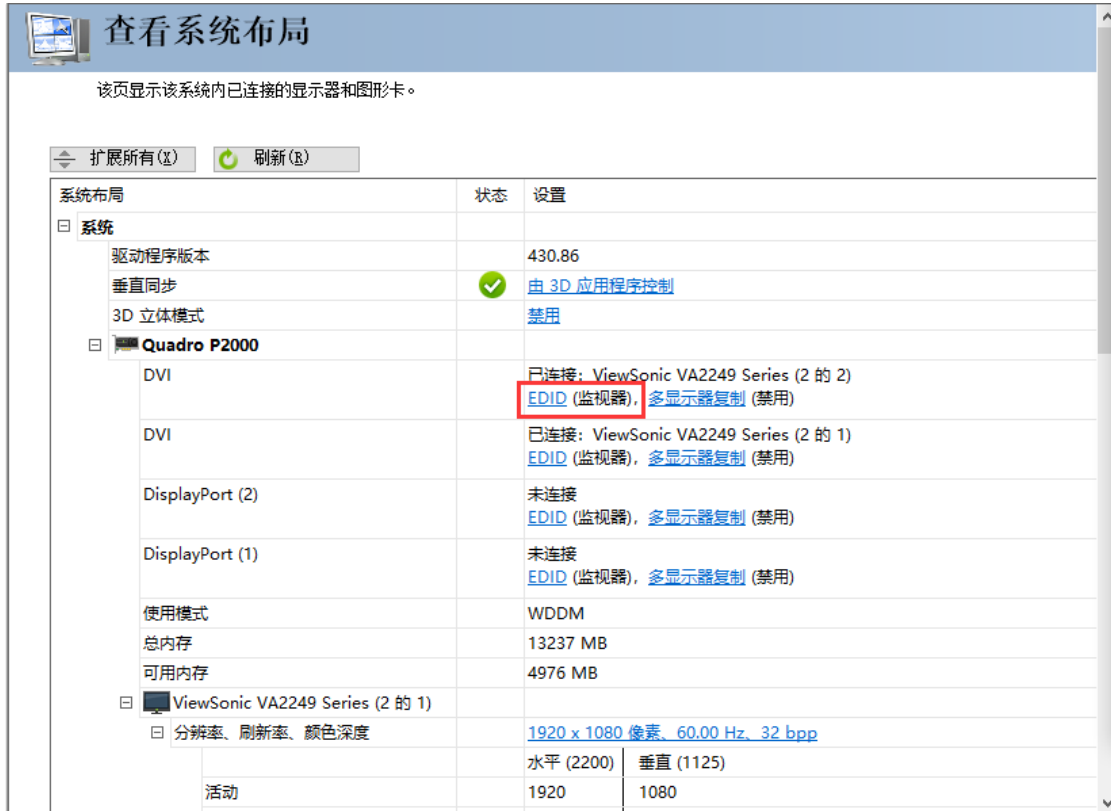 查看系统布局
该页显示该系统内已连接的显示器和图形卡。
扩展所有(X) 刷新(R)
系统布局 状态 设置
系统
驱动程序版本 430.86
垂直同步 由 3D 应用程序控制
3D 立体模式 禁用
Quadro P2000
DVI 已连接: ViewSonic VA2249 Series (2 的 2)
EDID (监视器), 多显示器复制 (禁用)
DVI 已连接: ViewSonic VA2249 Series (2 的 1)
EDID (监视器), 多显示器复制 (禁用)
DisplayPort (2) 未连接
EDID (监视器), 多显示器复制 (禁用)
DisplayPort (1) 未连接
EDID (监视器), 多显示器复制 (禁用)
使用模式 WDDM
总内存 13237 MB
可用内存 4976 MB
ViewSonic VA2249 Series (2 的 1)
分辨率、刷新率、颜色深度 1920 x 1080 像素、60.00 Hz、32 bpp
水平 (2200) 垂直 (1125)
活动 1920 1080